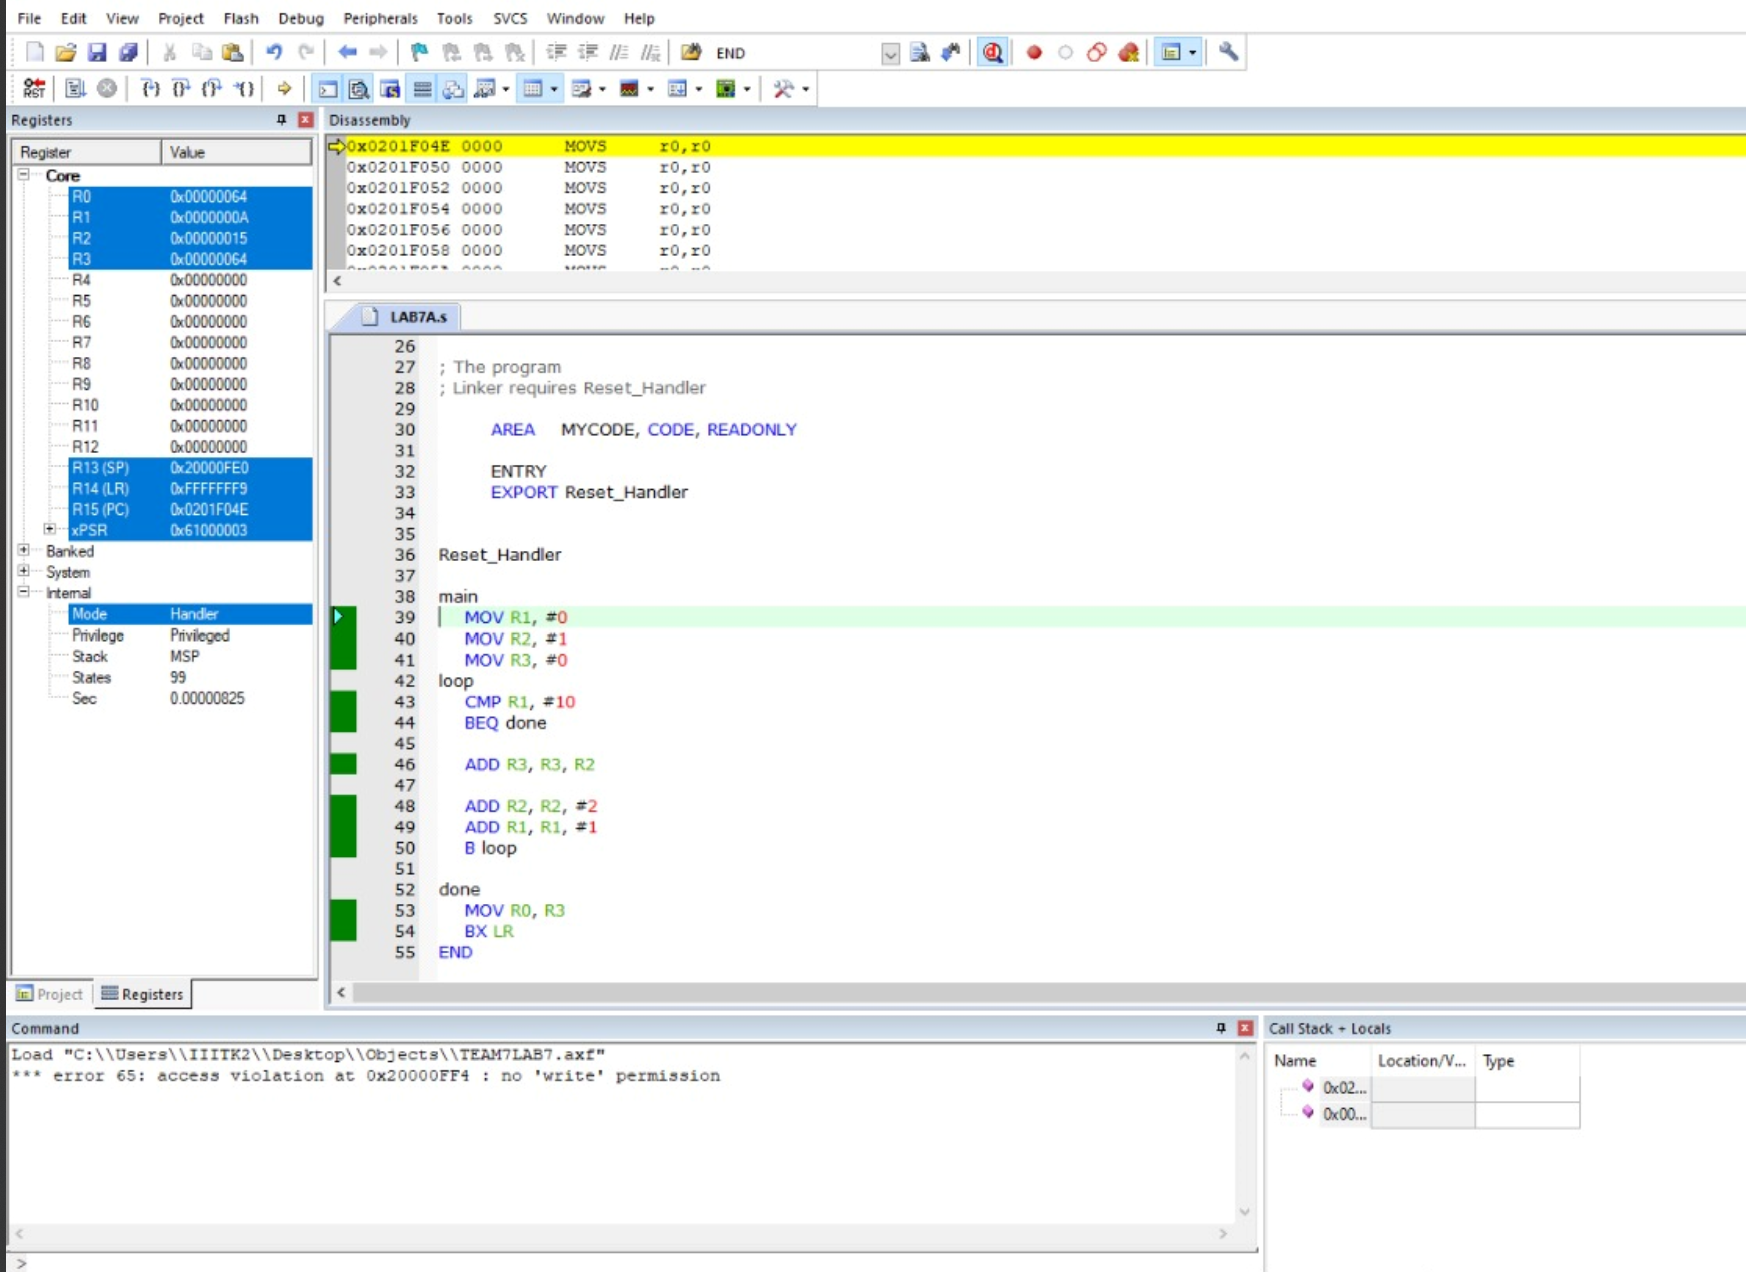 File Edit View Project Flash Debug Peripherals Tools SVCS Window Help
END
RST
Registers
Register Value
Core
R0 0x00000064
R1 0x0000000A
R2 0x00000015
R3 0x00000064
R4 0x00000000
R5 0x00000000
R6 0x00000000
R7 0x00000000
R8 0x00000000
R9 0x00000000
R10 0x00000000
R11 0x00000000
R12 0x00000000
R13 (SP) 0x20000FE0
R14 (LR) 0xFFFFFFF9
R15 (PC) 0x0201F04E
xPSR 0x61000003
Banked
System
Internal
Mode Handler
Privilege Privileged
Stack MSP
States 99
Sec 0.00000825
Project Registers
Disassembly
0x0201F04E 0000 MOVS r0,r0
0x0201F050 0000 MOVS r0,r0
0x0201F052 0000 MOVS r0,r0
0x0201F054 0000 MOVS r0,r0
0x0201F056 0000 MOVS r0,r0
0x0201F058 0000 MOVS r0,r0
LAB7A.s
26
27 ; The program
28 ; Linker requires Reset_Handler
29
30 AREA MYCODE, CODE, READONLY
31
32 ENTRY
33 EXPORT Reset_Handler
34
35
36 Reset_Handler
37
38 main
39 MOV R1, #0
40 MOV R2, #1
41 MOV R3, #0
42 loop
43 CMP R1, #10
44 BEQ done
45
46 ADD R3, R3, R2
47
48 ADD R2, R2, #2
49 ADD R1, R1, #1
50 B loop
51
52 done
53 MOV R0, R3
54 BX LR
55 END
Command
Load "C:\\Users\\IIITK2\\Desktop\\Objects\\TEAM7LAB7.axf"
*** error 65: access violation at 0x20000FF4 : no 'write' permission
>
Call Stack + Locals
Name Location/V... Type
0x02...
0x00...